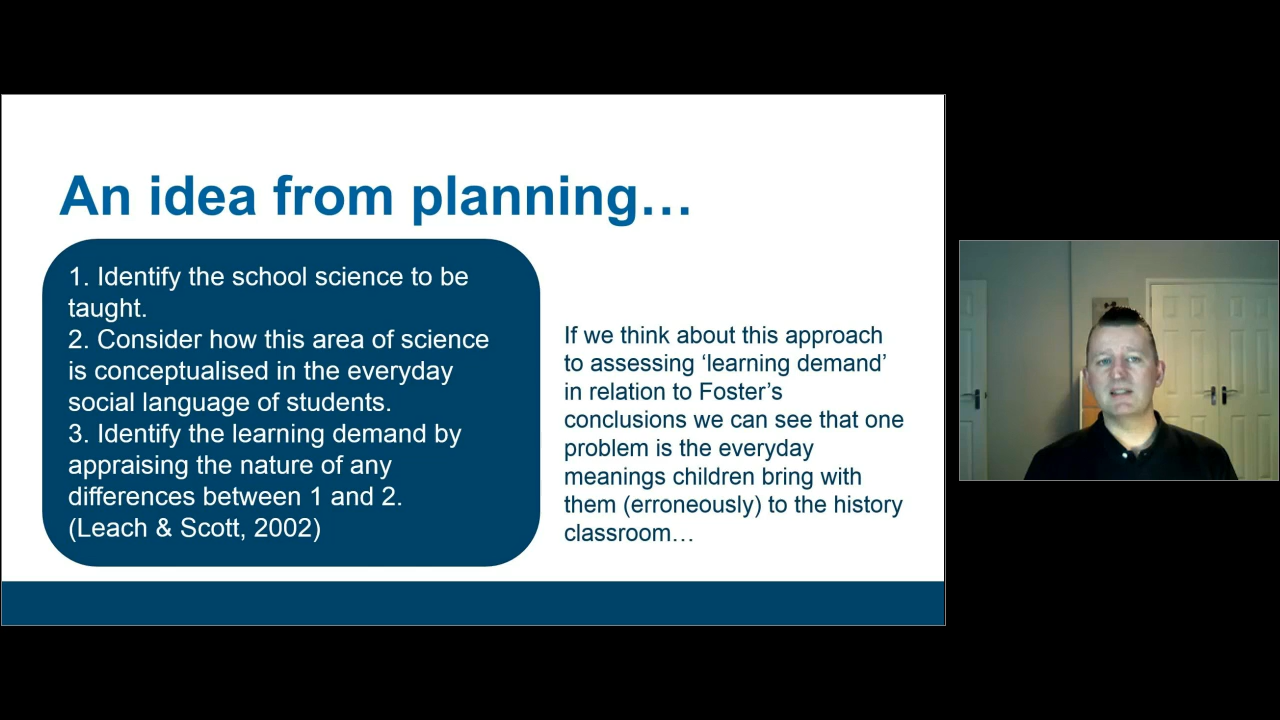 An idea from planning…
1. Identify the school science to be
taught.
2. Consider how this area of science
is conceptualised in the everyday
social language of students.
3. Identify the learning demand by
appraising the nature of any
differences between 1 and 2.
(Leach & Scott, 2002)
If we think about this approach
to assessing ‘learning demand’
in relation to Foster’s
conclusions we can see that one
problem is the everyday
meanings children bring with
them (erroneously) to the history
classroom…